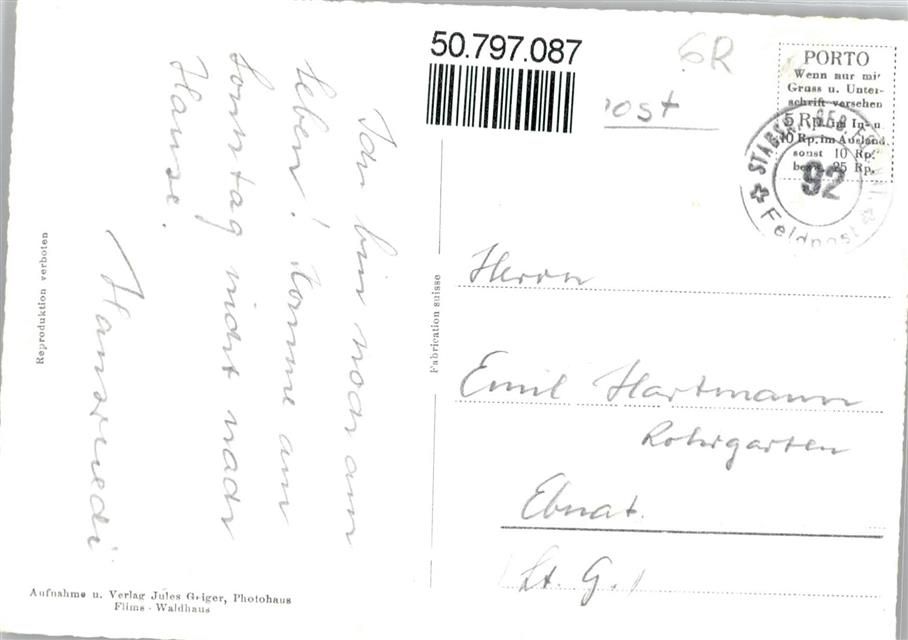 50.797.087
GR
Post
PORTO
Wenn nur mit
Gruss u. Unter-
schrift versehen
5 Rp. im In- u.
10 Rp. im Ausland,
sonst 10 Rp.
bezw. 25 Rp.
92
Feldpost
Ich bin noch am
Leben! Komme am
Sonntag nicht nach
Hause.
Hansruedi
Herrn
Emil Hartmann
Rohrgarten
Ebnat.
St. G.
Reproduktion verboten
Fabrication suisse
Aufnahme u. Verlag Jules Geiger, Photohaus
Flims - Waldhaus